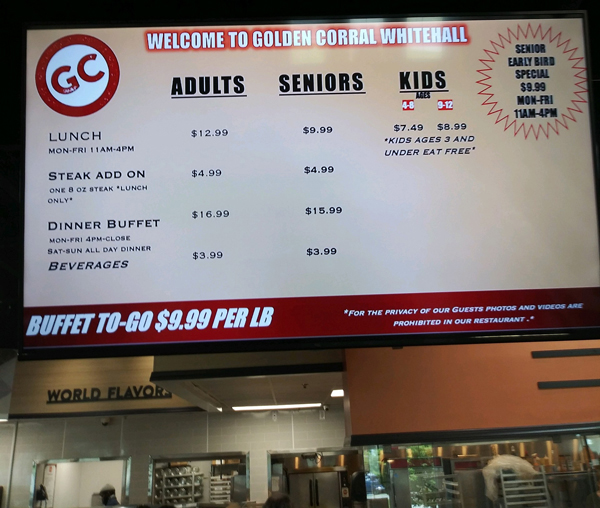 WELCOME TO GOLDEN CORRAL WHITEHALL
GC
ADULTS SENIORS KIDS
AGES
4-8 9-12
SENIOR
EARLY BIRD
SPECIAL
$9.99
MON-FRI
11AM-4PM
LUNCH $12.99 $9.99 $7.49 $8.99
MON-FRI 11AM-4PM
*KIDS AGES 3 AND
UNDER EAT FREE*
STEAK ADD ON $4.99 $4.99
ONE 8 OZ STEAK *LUNCH
ONLY*
DINNER BUFFET $16.99 $15.99
MON-FRI 4PM-CLOSE
SAT-SUN ALL DAY DINNER
BEVERAGES $3.99 $3.99
BUFFET TO-GO $9.99 PER LB
*FOR THE PRIVACY OF OUR GUESTS PHOTOS AND VIDEOS ARE
PROHIBITED IN OUR RESTAURANT.*
WORLD FLAVORS